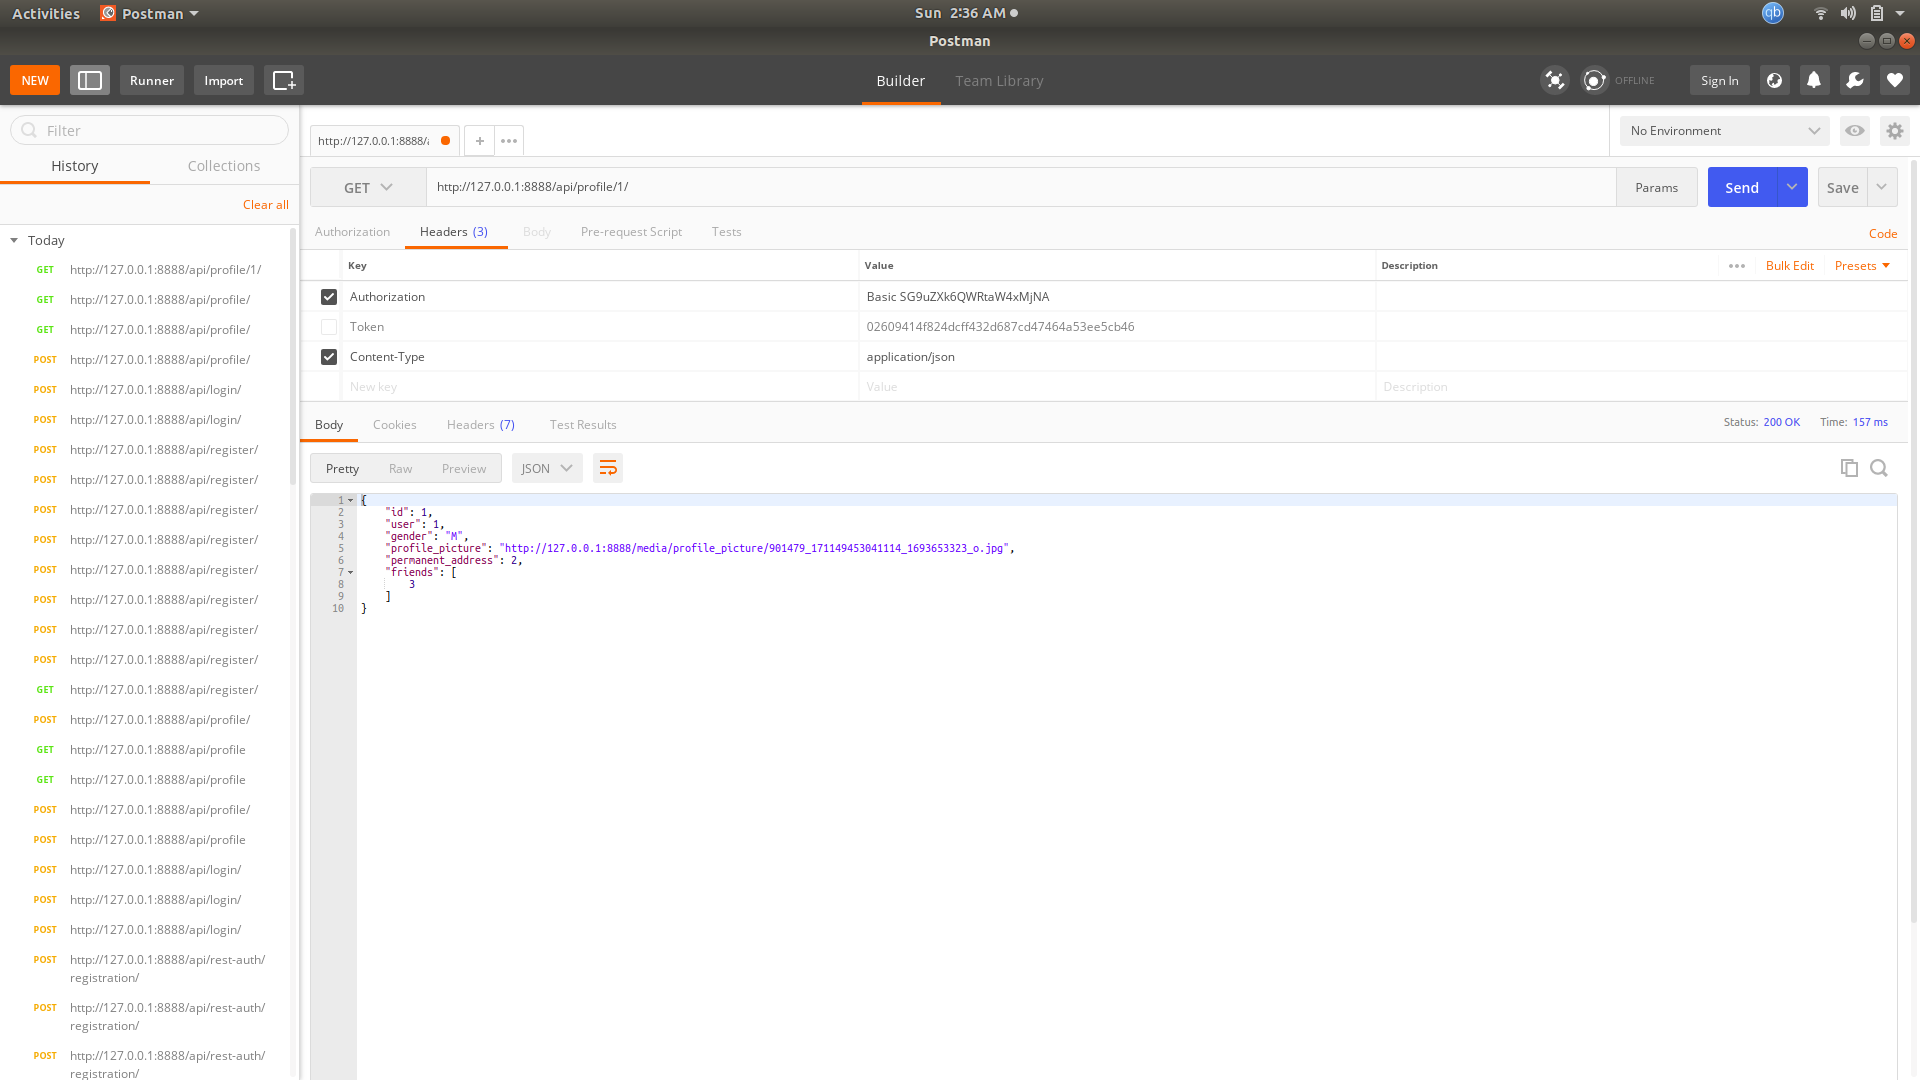 Activities Postman Sun 2:36 AM qb
Postman
NEW Runner Import Builder Team Library OFFLINE Sign In
Filter
History Collections
Clear all
Today
GET http://127.0.0.1:8888/api/profile/1/
GET http://127.0.0.1:8888/api/profile/
GET http://127.0.0.1:8888/api/profile/
POST http://127.0.0.1:8888/api/profile/
POST http://127.0.0.1:8888/api/login/
POST http://127.0.0.1:8888/api/login/
POST http://127.0.0.1:8888/api/register/
POST http://127.0.0.1:8888/api/register/
POST http://127.0.0.1:8888/api/register/
POST http://127.0.0.1:8888/api/register/
POST http://127.0.0.1:8888/api/register/
POST http://127.0.0.1:8888/api/register/
POST http://127.0.0.1:8888/api/register/
POST http://127.0.0.1:8888/api/register/
GET http://127.0.0.1:8888/api/register/
POST http://127.0.0.1:8888/api/profile/
GET http://127.0.0.1:8888/api/profile
GET http://127.0.0.1:8888/api/profile
POST http://127.0.0.1:8888/api/profile/
POST http://127.0.0.1:8888/api/profile
POST http://127.0.0.1:8888/api/login/
POST http://127.0.0.1:8888/api/login/
POST http://127.0.0.1:8888/api/login/
POST http://127.0.0.1:8888/api/rest-auth/
registration/
POST http://127.0.0.1:8888/api/rest-auth/
registration/
POST http://127.0.0.1:8888/api/rest-auth/
registration/
http://127.0.0.1:8888/a + ••• No Environment
GET http://127.0.0.1:8888/api/profile/1/ Params Send Save
Authorization Headers (3) Body Pre-request Script Tests Code
Key Value Description ••• Bulk Edit Presets
Authorization Basic SG9uZXk6QWRtaW4xMjNA
Token 02609414f824dcff432d687cd47464a53ee5cb46
Content-Type application/json
New key Value Description
Body Cookies Headers (7) Test Results Status: 200 OK Time: 157 ms
Pretty Raw Preview JSON
1 {
2 "id": 1,
3 "user": 1,
4 "gender": "M",
5 "profile_picture": "http://127.0.0.1:8888/media/profile_picture/901479_171149453041114_1693653323_o.jpg",
6 "permanent_address": 2,
7 "friends": [
8 3
9 ]
10 }